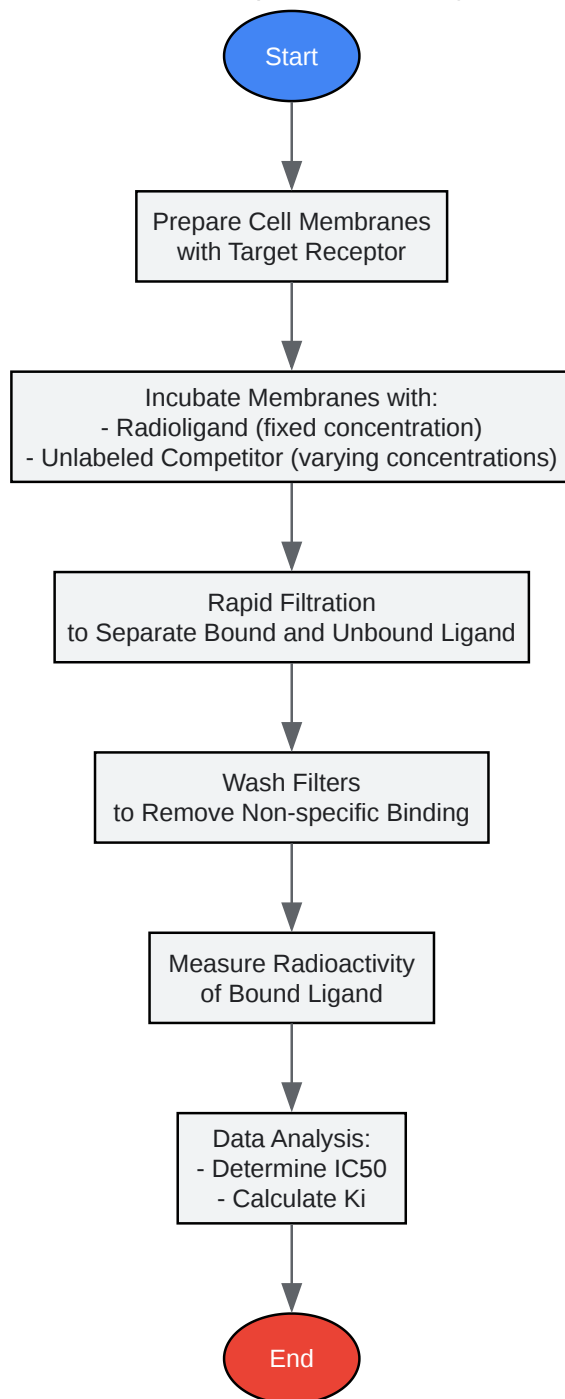 Start
Prepare Cell Membranes
with Target Receptor
Incubate Membranes with:
- Radioligand (fixed concentration)
- Unlabeled Competitor (varying concentrations)
Rapid Filtration
to Separate Bound and Unbound Ligand
Wash Filters
to Remove Non-specific Binding
Measure Radioactivity
of Bound Ligand
Data Analysis:
- Determine IC50
- Calculate Ki
End